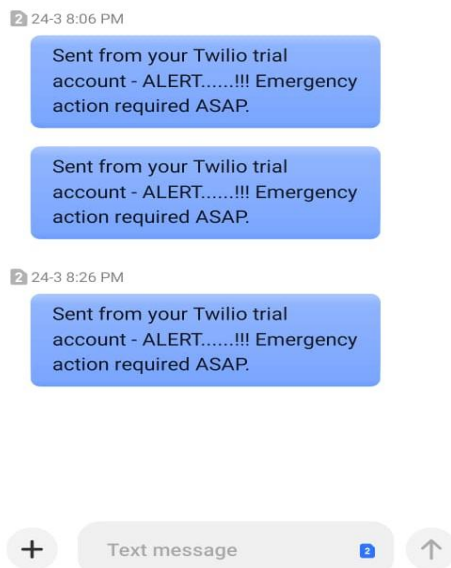 2 24-3 8:06 PM
Sent from your Twilio trial
account - ALERT......!!! Emergency
action required ASAP.
Sent from your Twilio trial
account - ALERT......!!! Emergency
action required ASAP.
2 24-3 8:26 PM
Sent from your Twilio trial
account - ALERT......!!! Emergency
action required ASAP.
Text message 2